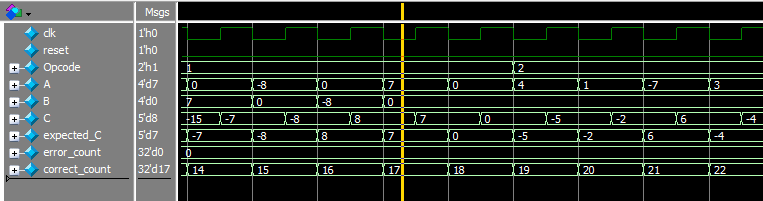 Msgs
clk 1'h0
reset 1'h0
Opcode 2'h1 1 2
A 4'd7 0 -8 0 7 0 4 1 -7 3
B 4'd0 7 0 -8 0
C 5'd8 -15 -7 -8 8 7 0 -5 -2 6 -4
expected_C 5'd7 -7 -8 8 7 0 -5 -2 6 -4
error_count 32'd0 0
correct_count 32'd17 14 15 16 17 18 19 20 21 22